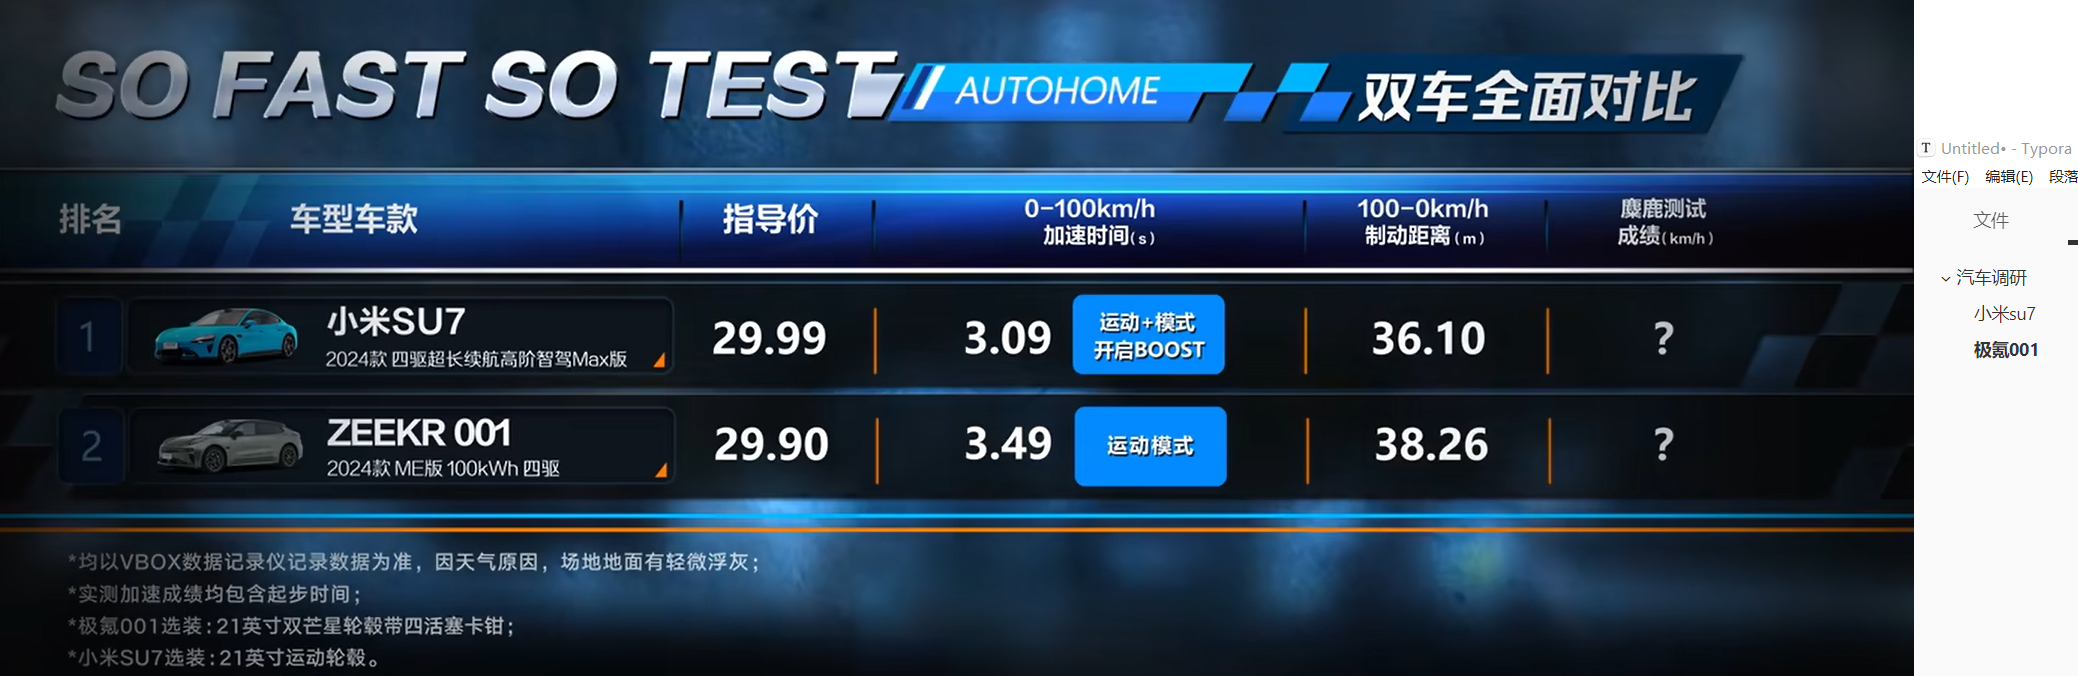 SO FAST SO TEST AUTOHOME 双车全面对比
排名 车型车款 指导价 0-100km/h 加速时间(s) 100-0km/h 制动距离(m) 麋鹿测试 成绩(km/h)
1 小米SU7 29.99 3.09 运动+模式 开启BOOST 36.10 ?
2024款 四驱超长续航高阶智驾Max版
2 ZEEKR 001 29.90 3.49 运动模式 38.26 ?
2024款 ME版 100kWh 四驱
*均以VBOX数据记录仪记录数据为准，因天气原因，场地地面有轻微浮灰；
*实测加速成绩均包含起步时间；
*极氪001选装：21英寸双芒星轮毂带四活塞卡钳；
*小米SU7选装：21英寸运动轮毂。
T Untitled• - Typora
文件(F) 编辑(E) 段落
文件
汽车调研
小米su7
极氪001